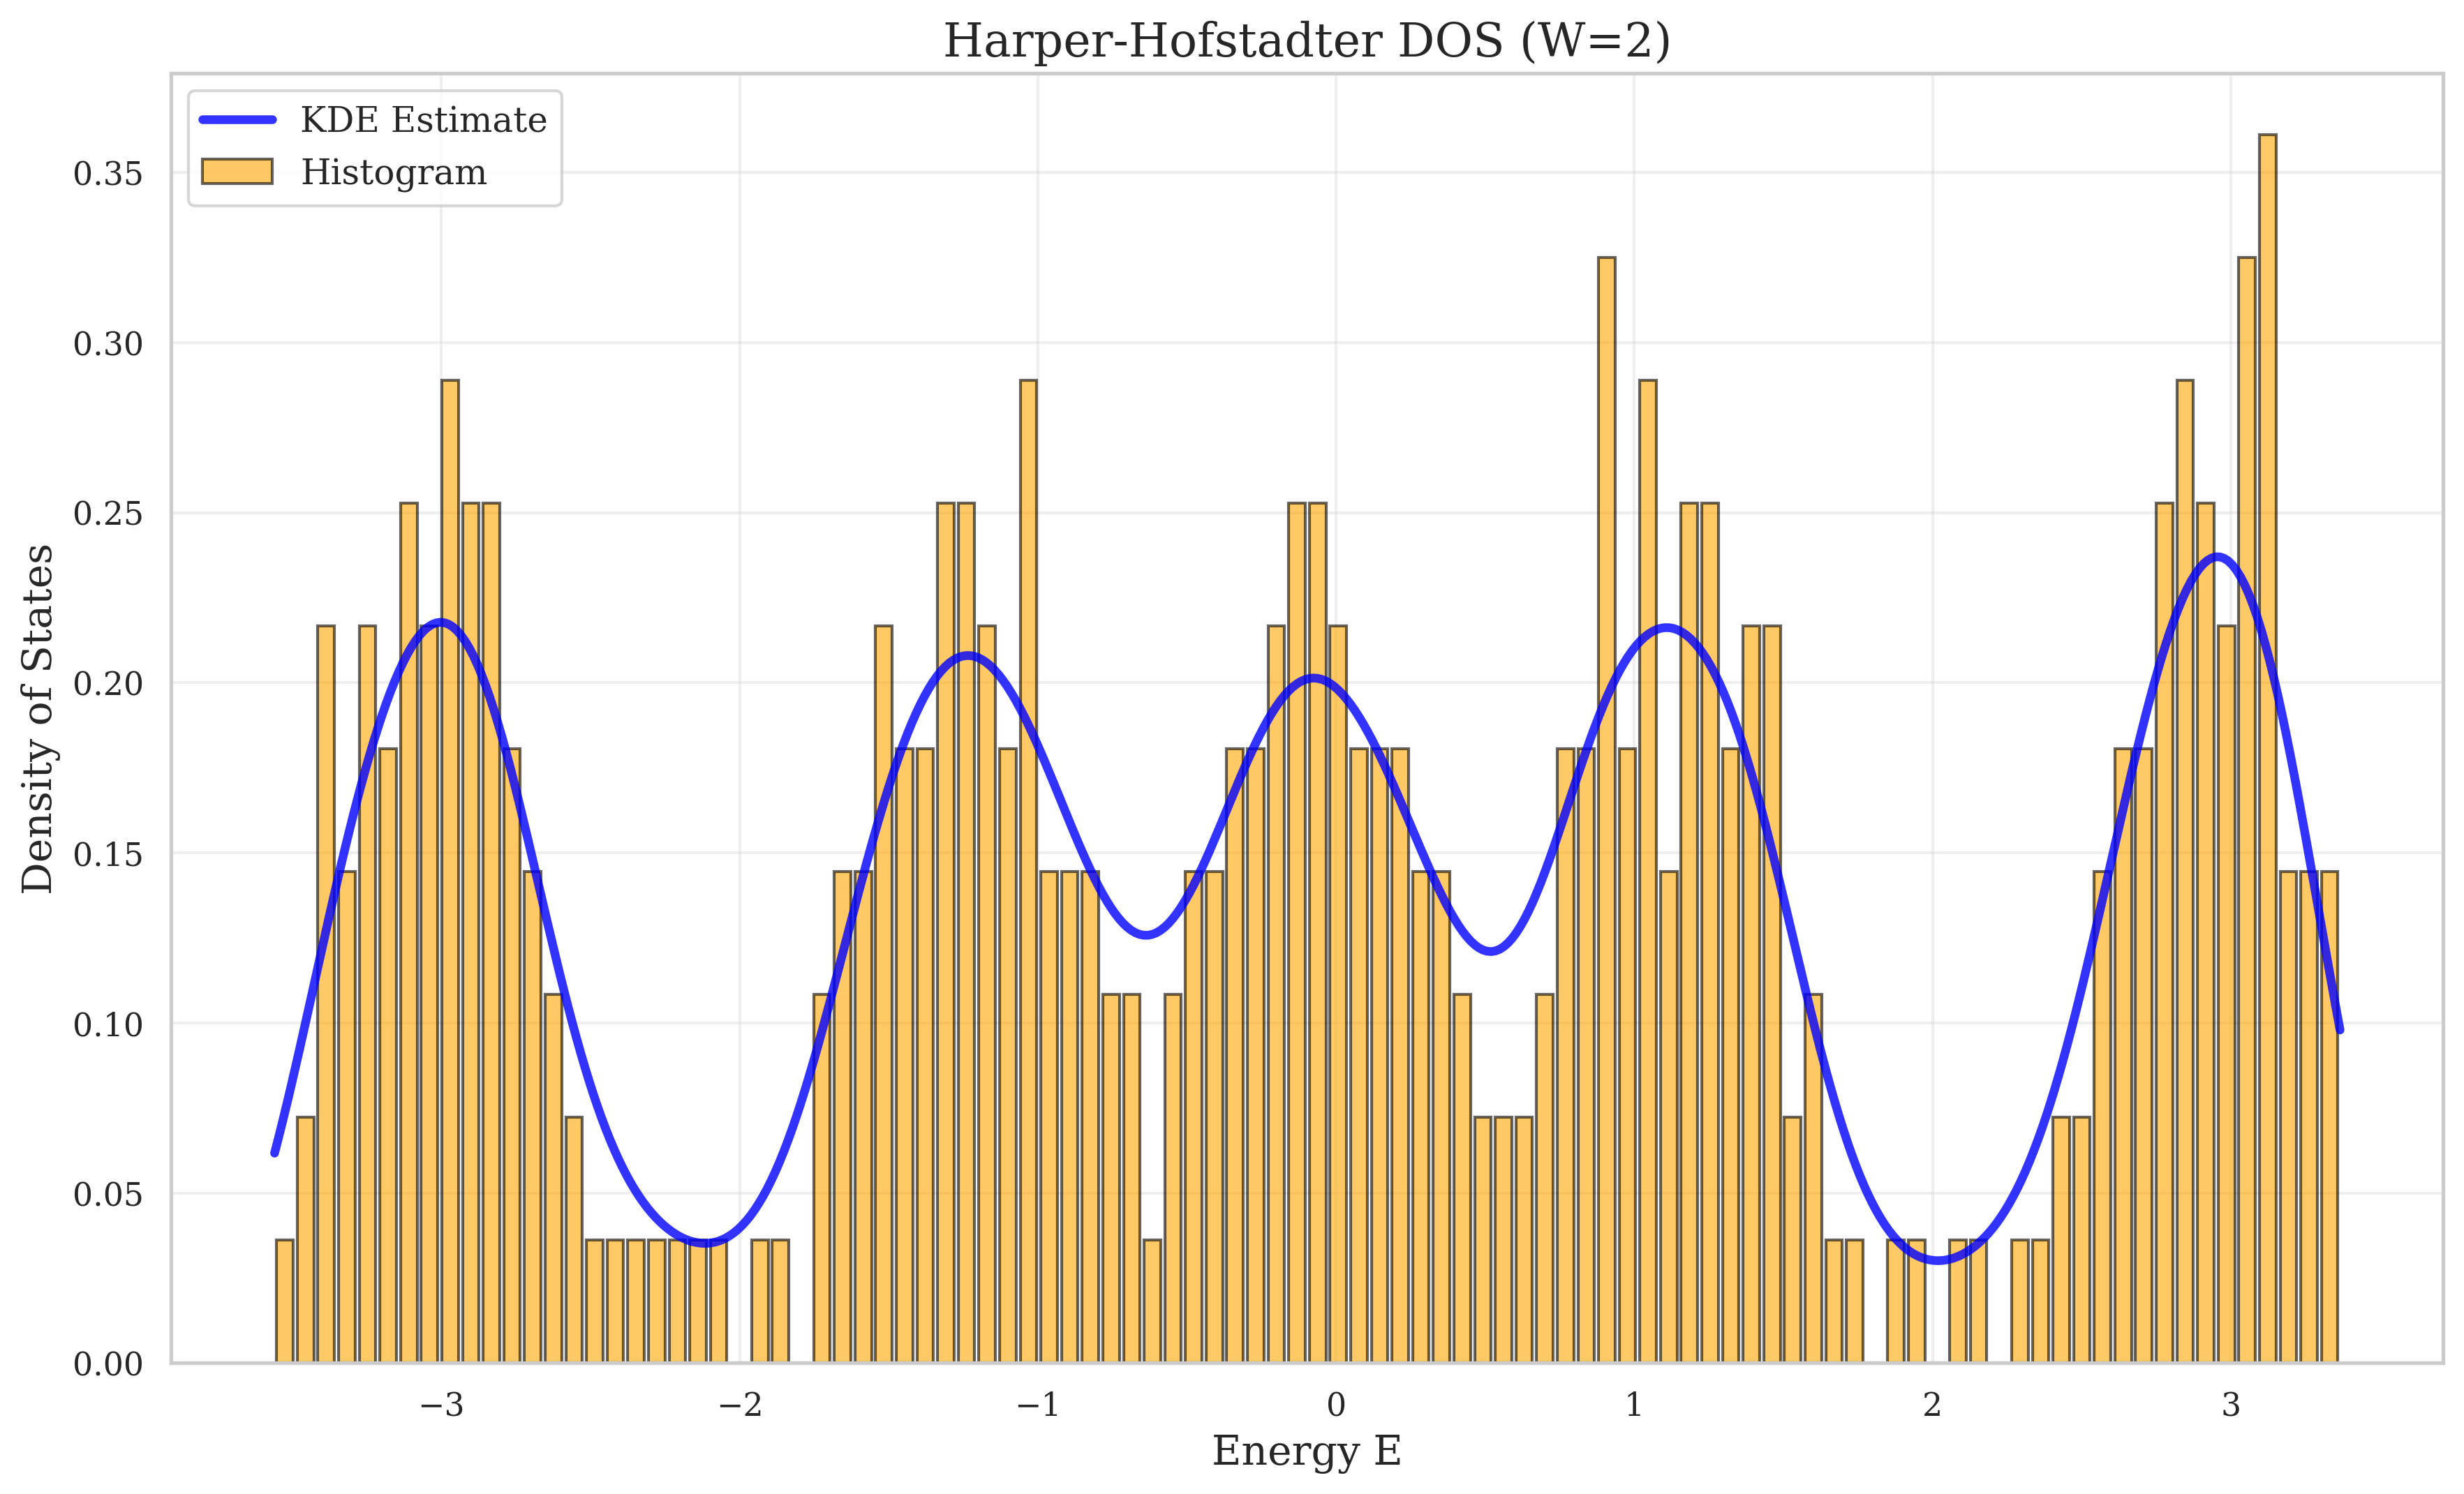 Harper-Hofstadter DOS (W=2)
KDE Estimate
Histogram
Density of States
0.35
0.30
0.25
0.20
0.15
0.10
0.05
0.00
−3 −2 −1 0 1 2 3
Energy E